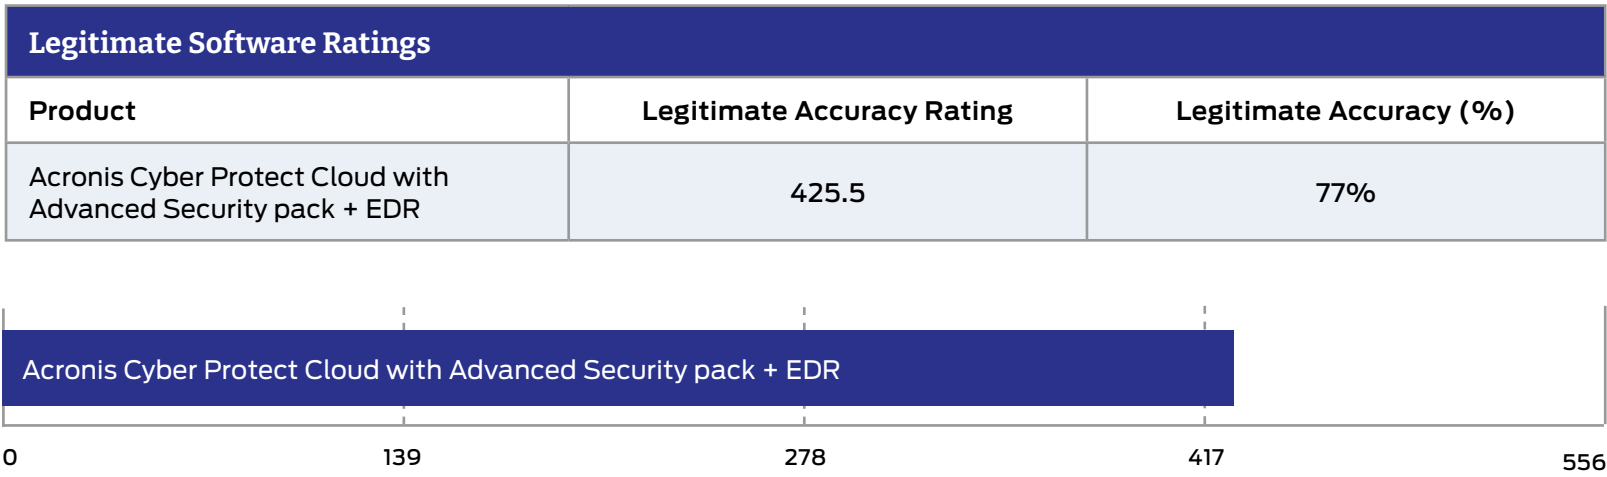 Legitimate Software Ratings
Product Legitimate Accuracy Rating Legitimate Accuracy (%)
Acronis Cyber Protect Cloud with
Advanced Security pack + EDR
425.5 77%
Acronis Cyber Protect Cloud with Advanced Security pack + EDR
0 139 278 417 556